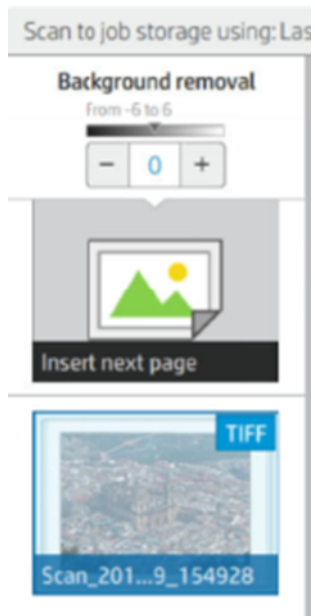 Scan to job storage using: Las
Background removal
From -6 to 6
− 0 +
Insert next page
TIFF
Scan_201...9_154928